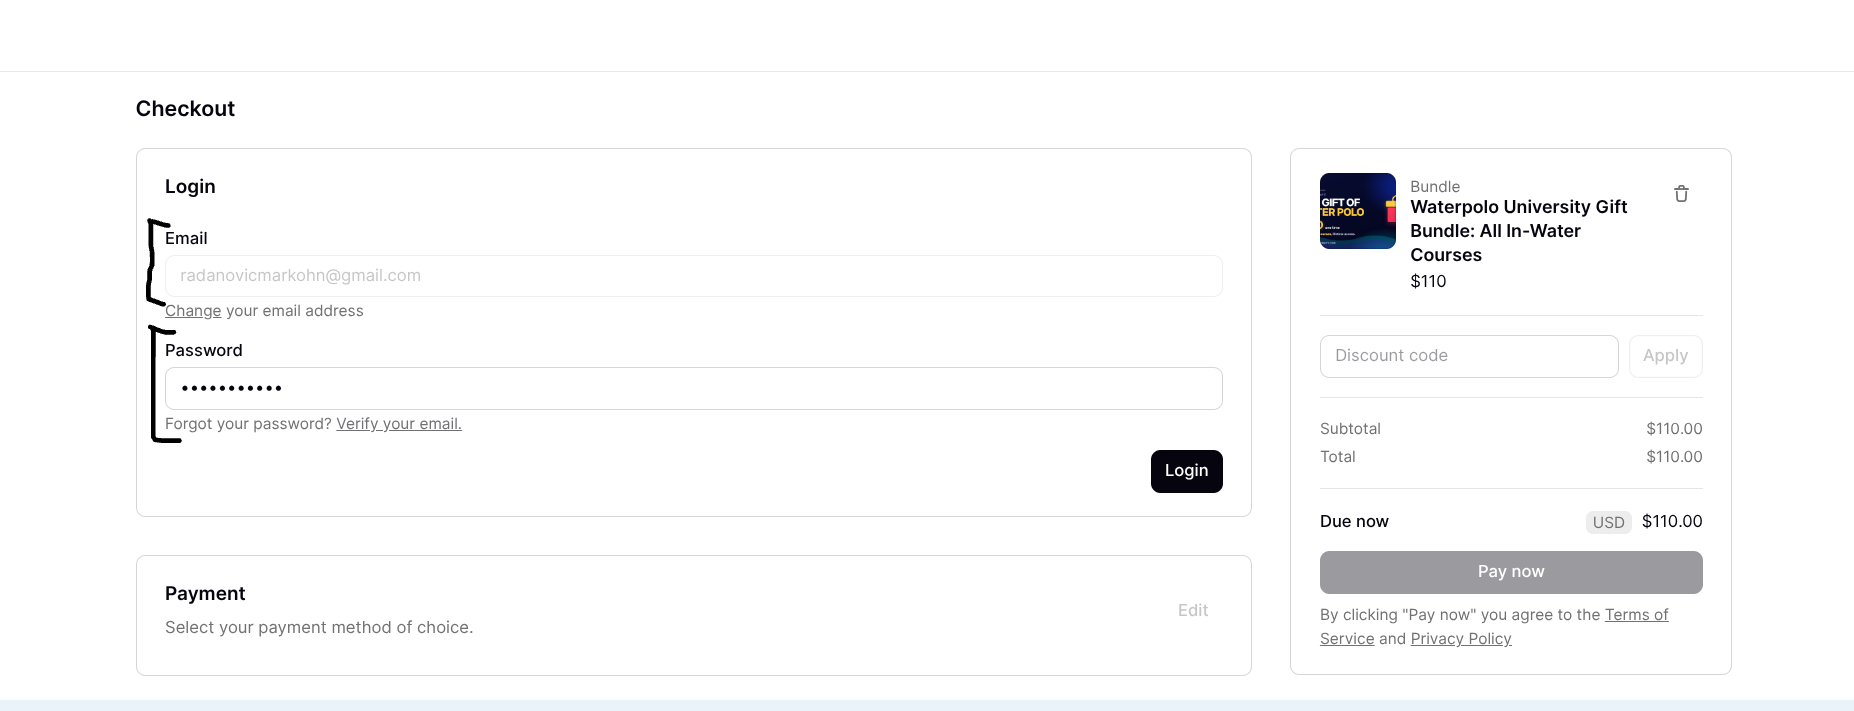 Checkout
Login
Email
radanovicmarkohn@gmail.com
Change your email address
Password
•••••••••••
Forgot your password? Verify your email.
Login
Payment
Select your payment method of choice.
Edit
GIFT OF
TER POLO
Bundle
Waterpolo University Gift
Bundle: All In-Water
Courses
$110
Discount code
Apply
Subtotal $110.00
Total $110.00
Due now USD $110.00
Pay now
By clicking "Pay now" you agree to the Terms of
Service and Privacy Policy